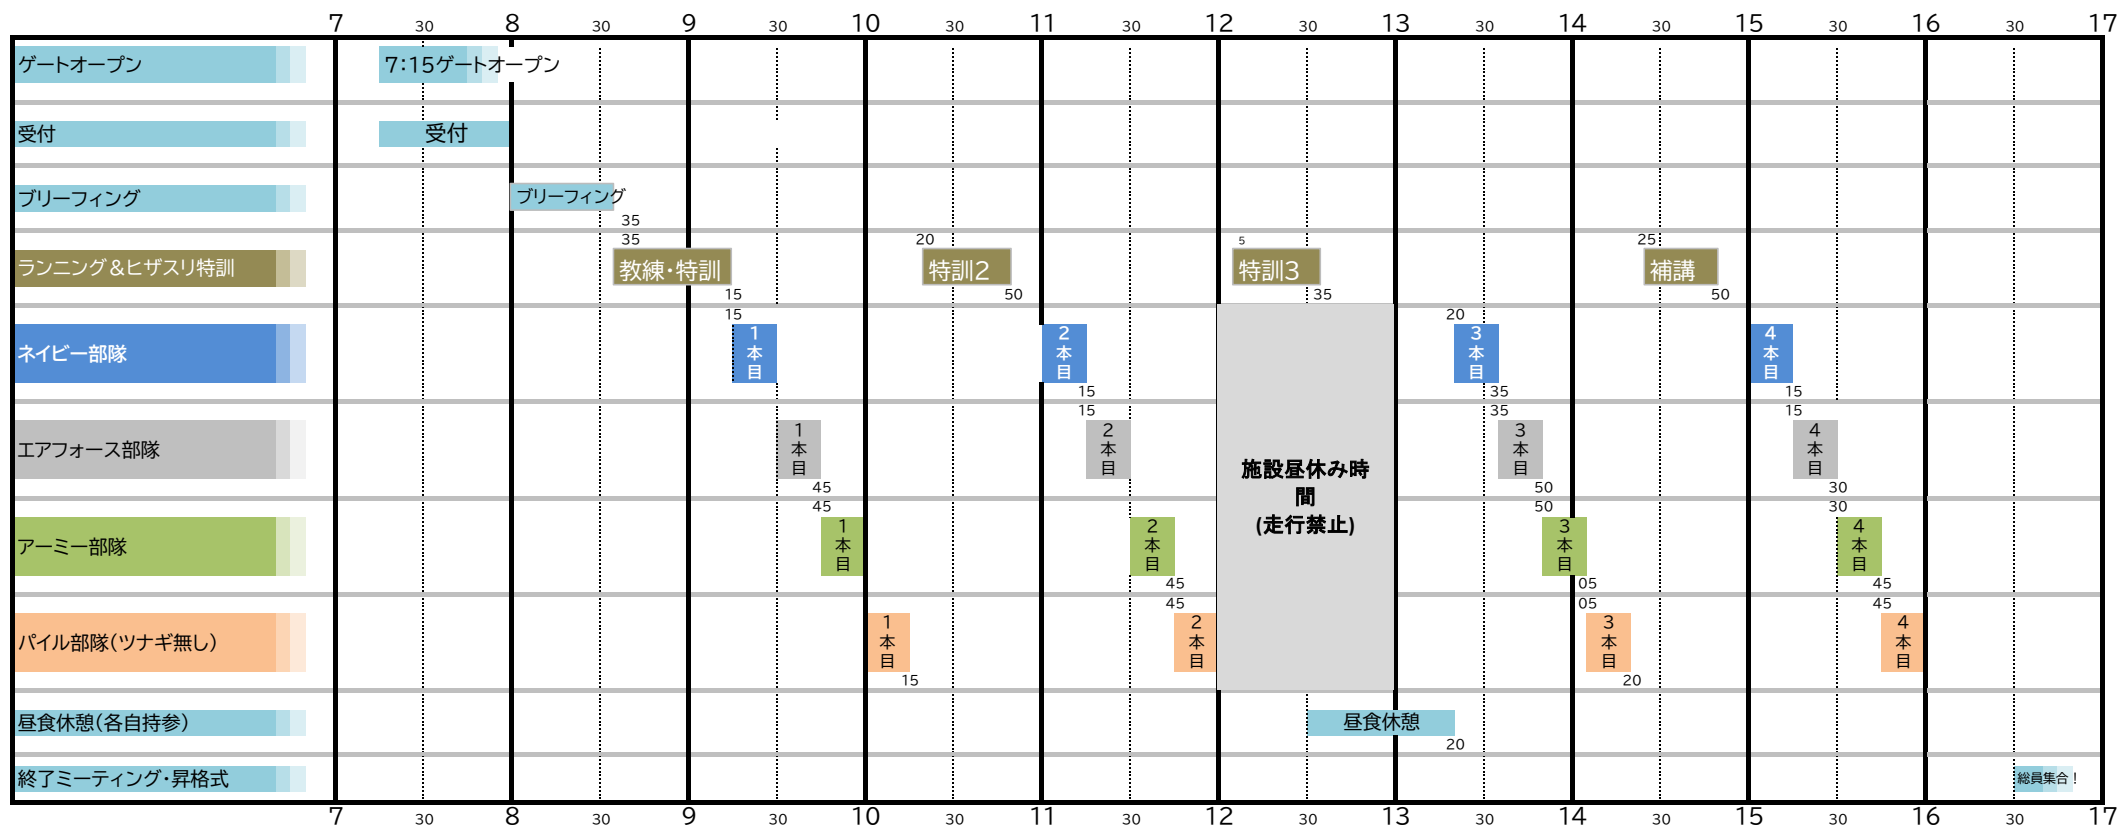 7 30 8 30 9 30 10 30 11 30 12 30 13 30 14 30 15 30 16 30 17
ゲートオープン
7:15ゲートオープン
受付
受付
ブリーフィング
ブリーフィング
35
35 20 5 25
ランニング＆ヒザスリ特訓
教練・特訓 特訓2 特訓3 補講
15 50 35 50
15 20
ネイビー部隊
1本目 2本目 3本目 4本目
15 35 15
15 35 15
エアフォース部隊
1本目 2本目 3本目 4本目
45 50 30
45 50 30
アーミー部隊
1本目 2本目 3本目 4本目
45 05 45
45 05 45
パイル部隊(ツナギ無し)
1本目 2本目 3本目 4本目
15 20
施設昼休み時
間
(走行禁止)
昼食休憩(各自持参)
昼食休憩
20
終了ミーティング・昇格式
総員集合！
7 30 8 30 9 30 10 30 11 30 12 30 13 30 14 30 15 30 16 30 17